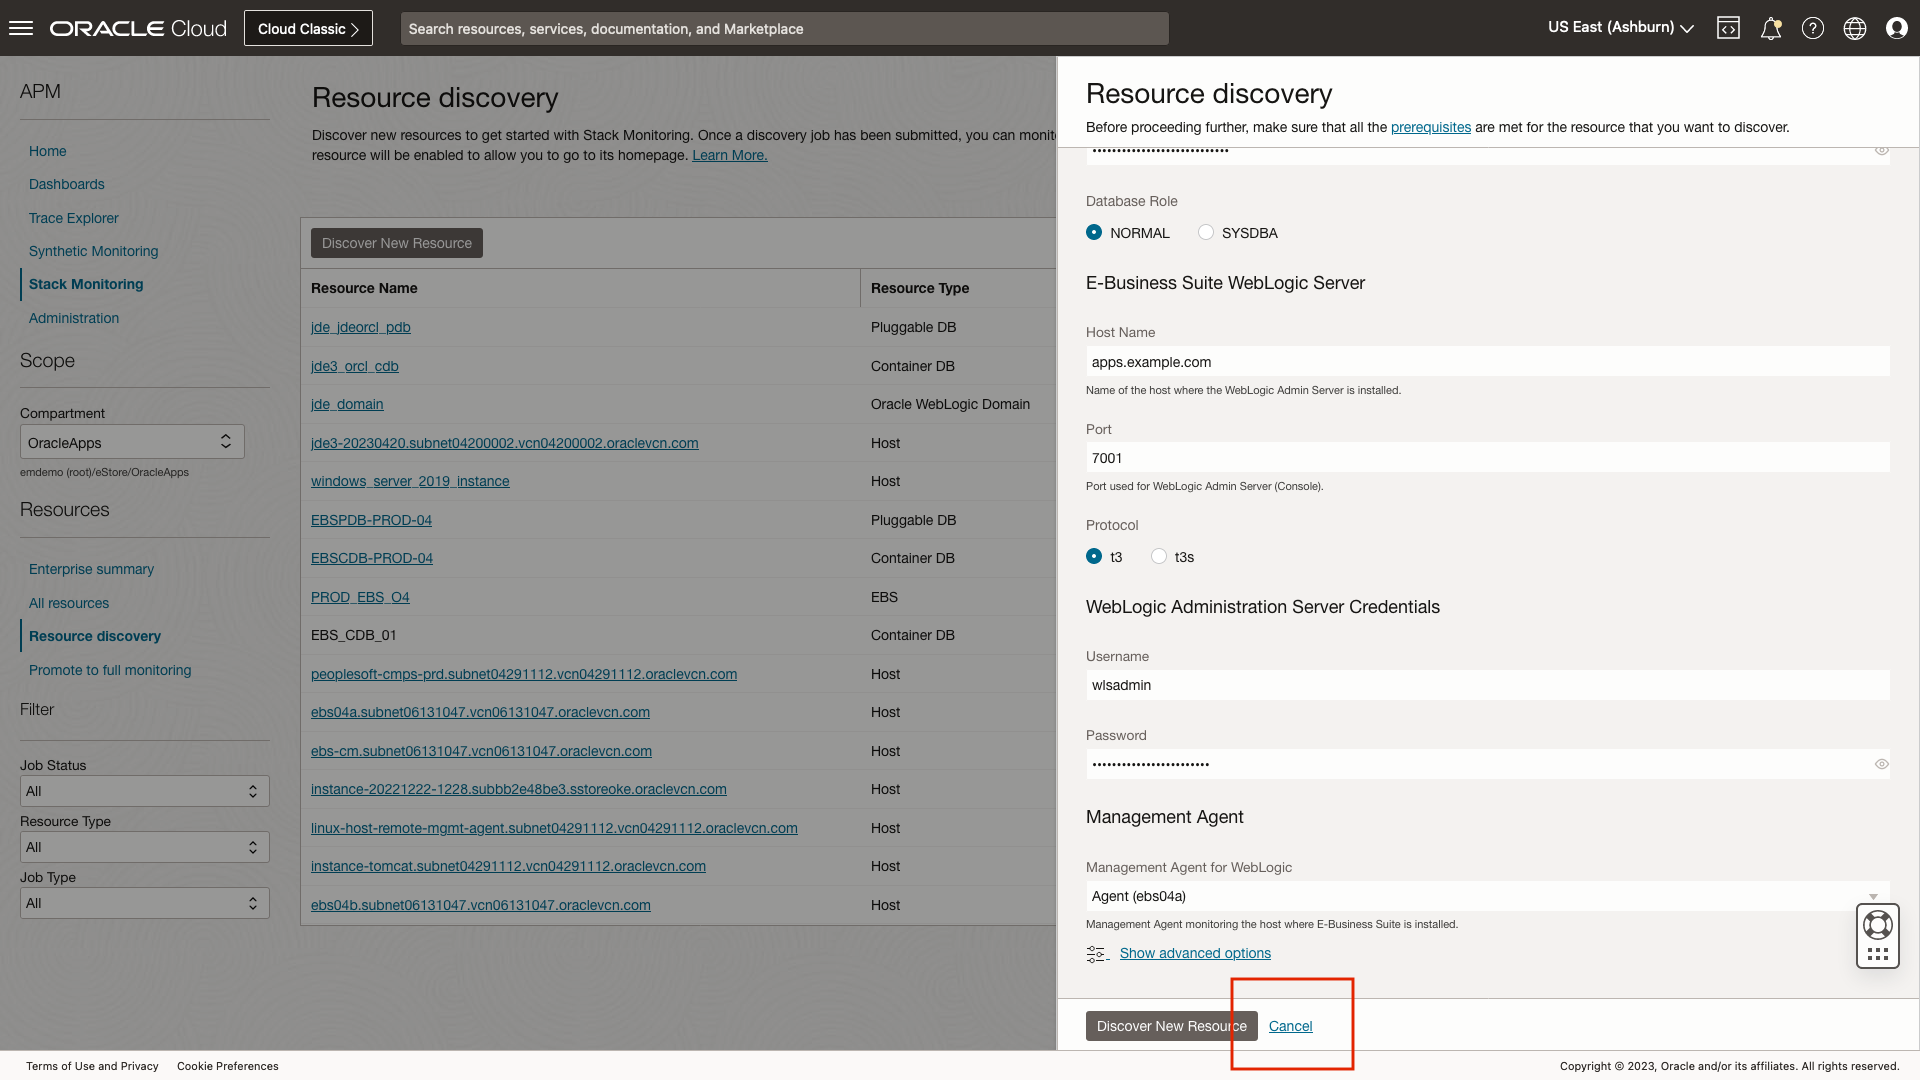 ORACLE Cloud
Cloud Classic
Search resources, services, documentation, and Marketplace
US East (Ashburn)
APM
Home
Dashboards
Trace Explorer
Synthetic Monitoring
Stack Monitoring
Administration
Scope
Compartment
OracleApps
emdemo (root)/eStore/OracleApps
Resources
Enterprise summary
All resources
Resource discovery
Promote to full monitoring
Filter
Job Status
All
Resource Type
All
Job Type
All
Resource discovery
Discover new resources to get started with Stack Monitoring. Once a discovery job has been submitted, you can
resource will be enabled to allow you to go to its homepage. Learn More.
Discover New Resource
Resource Name Resource Type
jde_jdeorcl_pdb Pluggable DB
jde3_orcl_cdb Container DB
jde_domain Oracle WebLogic Domain
jde3-20230420.subnet04200002.vcn04200002.oraclevcn.com Host
windows_server_2019_instance Host
EBSPDB-PROD-04 Pluggable DB
EBSCDB-PROD-04 Container DB
PROD_EBS_O4 EBS
EBS_CDB_01 Container DB
peoplesoft-cmps-prd.subnet04291112.vcn04291112.oraclevcn.com Host
ebs04a.subnet06131047.vcn06131047.oraclevcn.com Host
ebs-cm.subnet06131047.vcn06131047.oraclevcn.com Host
instance-20221222-1228.subbb2e48be3.sstoreoke.oraclevcn.com Host
linux-host-remote-mgmt-agent.subnet04291112.vcn04291112.oraclevcn.com Host
instance-tomcat.subnet04291112.vcn04291112.oraclevcn.com Host
ebs04b.subnet06131047.vcn06131047.oraclevcn.com Host
Resource discovery
Before proceeding further, make sure that all the prerequisites are met for the resource that you want to discover.
Database Role
NORMAL SYSDBA
E-Business Suite WebLogic Server
Host Name
apps.example.com
Name of the host where the WebLogic Admin Server is installed.
Port
7001
Port used for WebLogic Admin Server (Console).
Protocol
t3 t3s
WebLogic Administration Server Credentials
Username
wlsadmin
Password
Management Agent
Management Agent for WebLogic
Agent (ebs04a)
Management Agent monitoring the host where E-Business Suite is installed.
Show advanced options
Discover New Resource Cancel
Terms of Use and Privacy Cookie Preferences
Copyright © 2023, Oracle and/or its affiliates. All rights reserved.